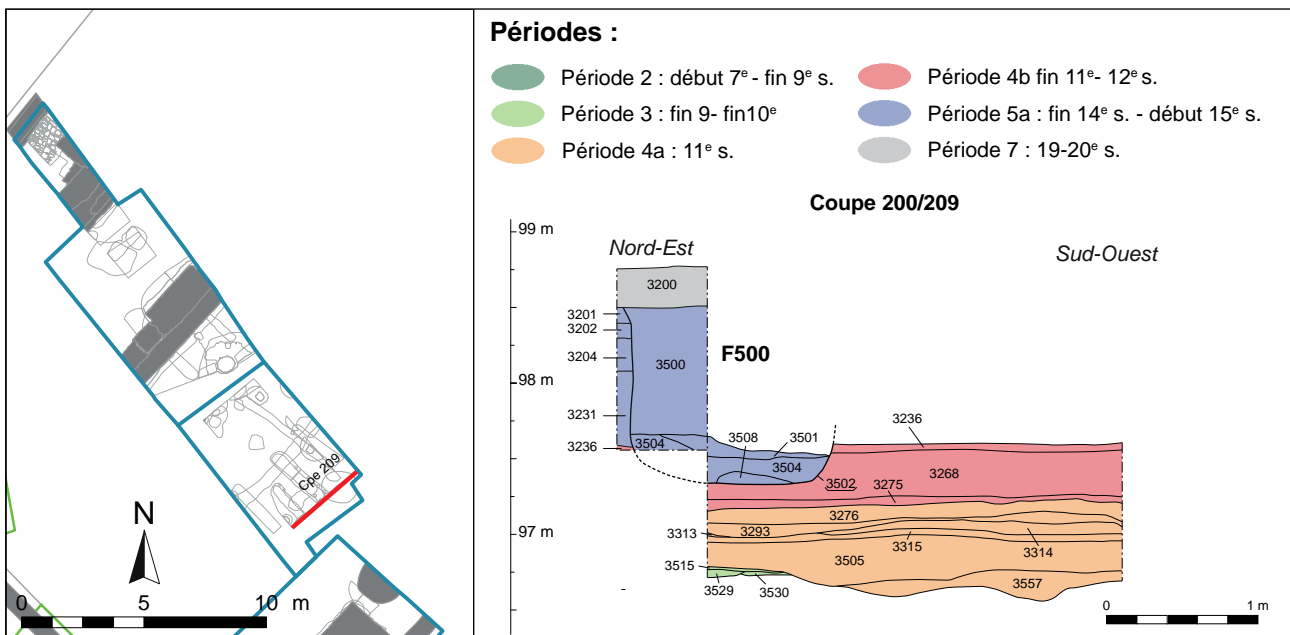 Périodes :
Période 2 : début 7e - fin 9e s.
Période 3 : fin 9- fin10e
Période 4a : 11e s.
Période 4b fin 11e- 12e s.
Période 5a : fin 14e s. - début 15e s.
Période 7 : 19-20e s.
Coupe 200/209
99 m
Nord-Est
Sud-Ouest
3200
3201
3202
3204
3500
F500
98 m
3231
3236
3504
3508
3501
3236
3504
3268
3502
3275
3276
97 m
3313
3293
3315
3314
3505
3515
3529
3530
3557
0
1 m
Cpe 209
N
0
5
10 m